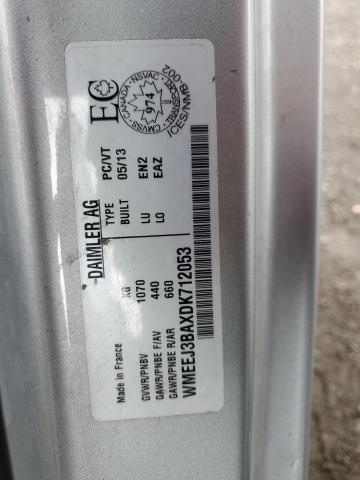 DAIMLER AG
TYPE PC/VT
BUILT 05/13
LU EN2
LO EAZ
EC
CMVSS-CANADA-NSVAC
974
TRANSPORT
ICES/NMB-002
Made in France KG
GVWR/PNBV 1070
GAWR/PNBE F/AV 440
GAWR/PNBE R/AR 660
WMEEJ3BAXDK712053